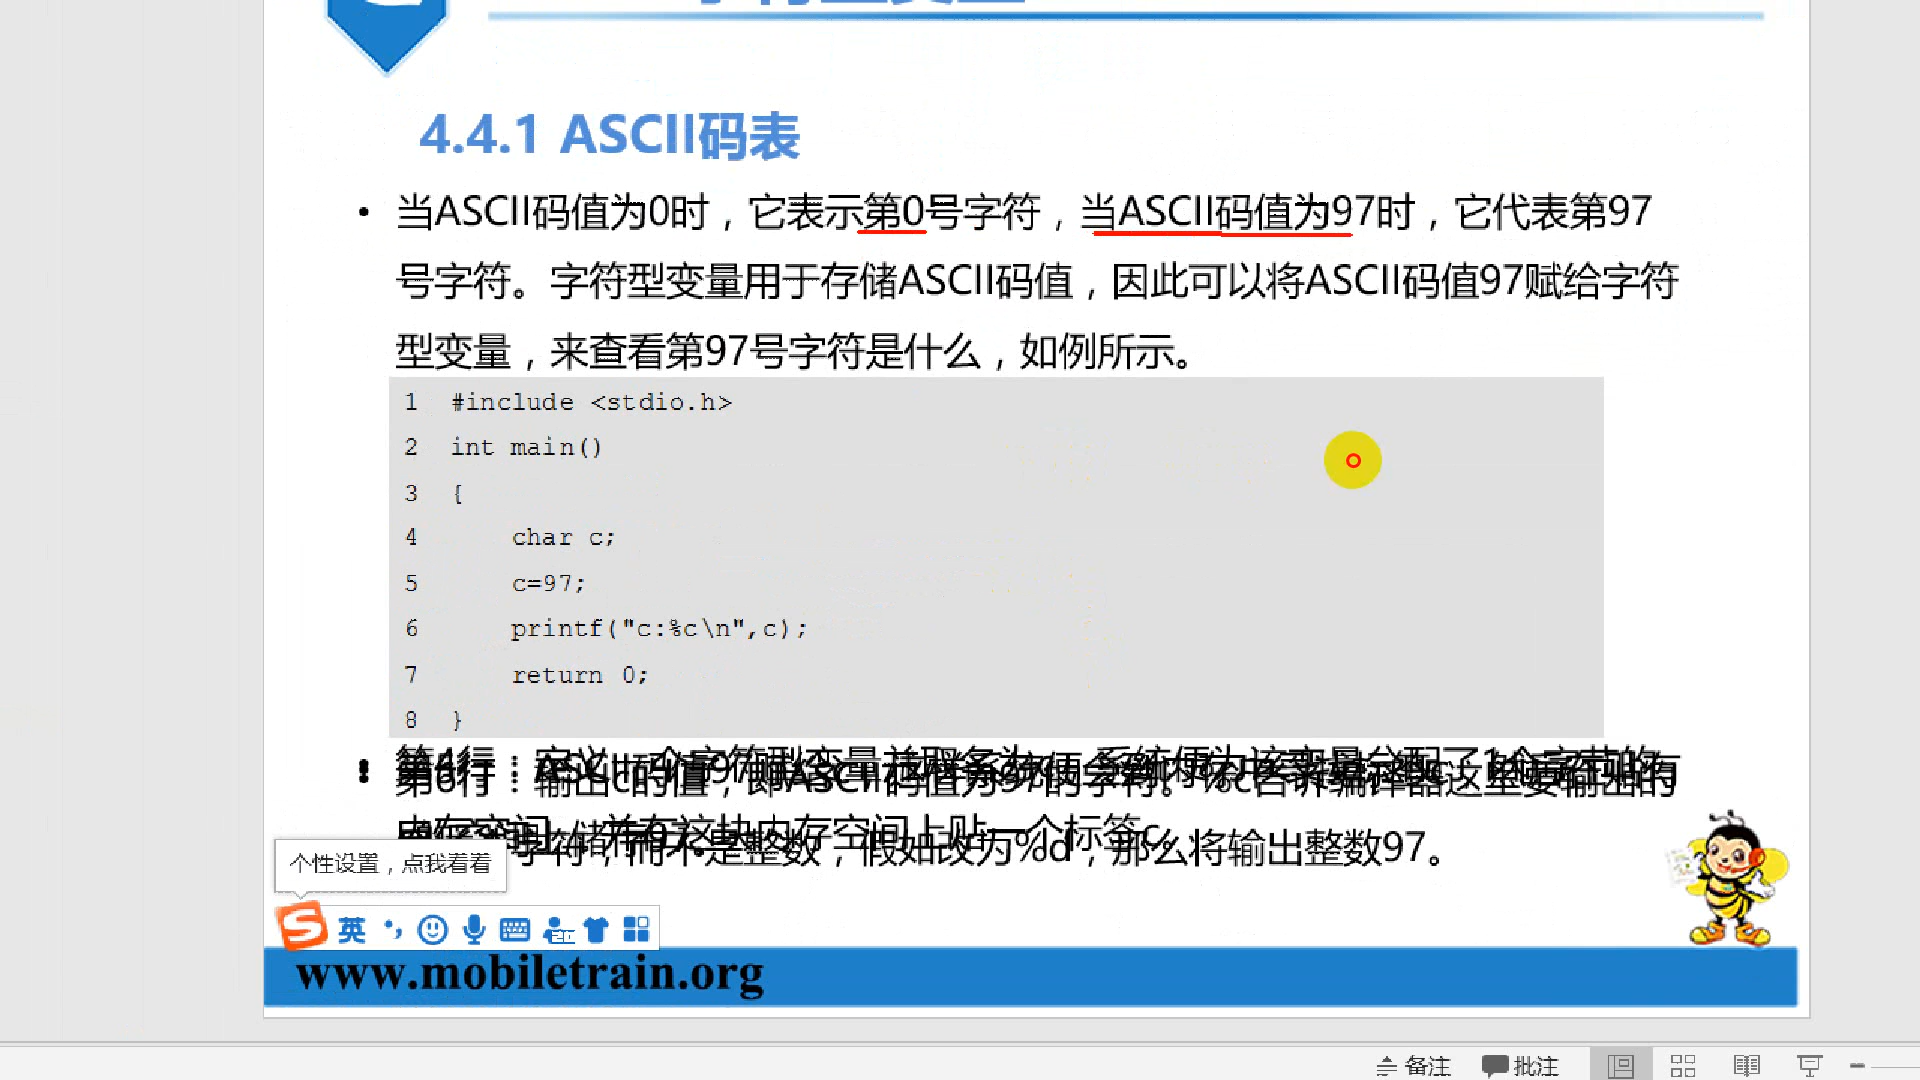 4.4.1 ASCII码表
• 当ASCII码值为0时，它表示第0号字符，当ASCII码值为97时，它代表第97
号字符。字符型变量用于存储ASCII码值，因此可以将ASCII码值97赋给字符
型变量，来查看第97号字符是什么，如例所示。
1 #include <stdio.h>
2 int main()
3 {
4 char c;
5 c=97;
6 printf("c:%c\n",c);
7 return 0;
8 }
字符，而不是整数，假如改为%d，那么将输出整数97。
个性设置，点我看看
英
www.mobiletrain.org
备注 批注